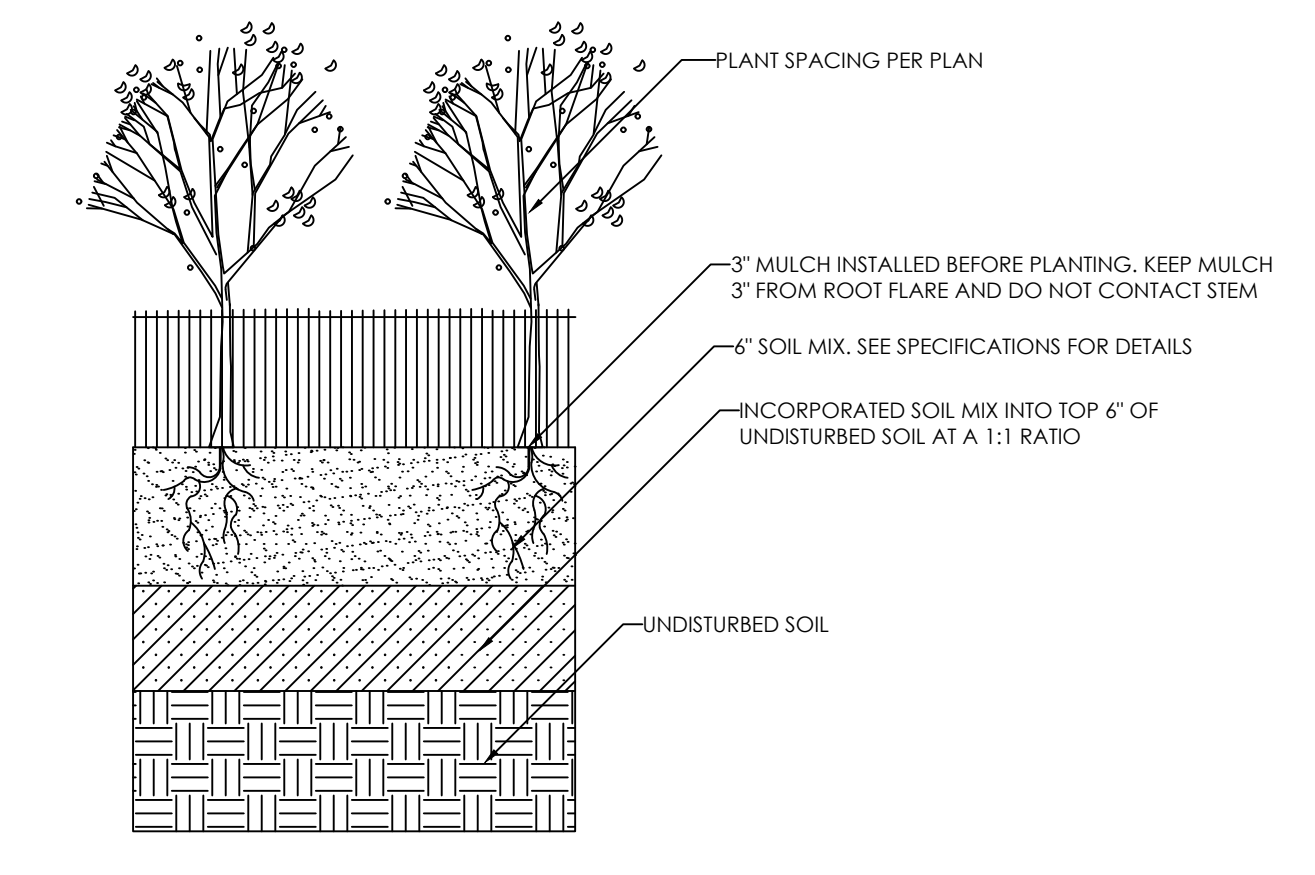 PLANT SPACING PER PLAN
3" MULCH INSTALLED BEFORE PLANTING. KEEP MULCH
3" FROM ROOT FLARE AND DO NOT CONTACT STEM
6" SOIL MIX. SEE SPECIFICATIONS FOR DETAILS
INCORPORATED SOIL MIX INTO TOP 6" OF
UNDISTURBED SOIL AT A 1:1 RATIO
UNDISTURBED SOIL